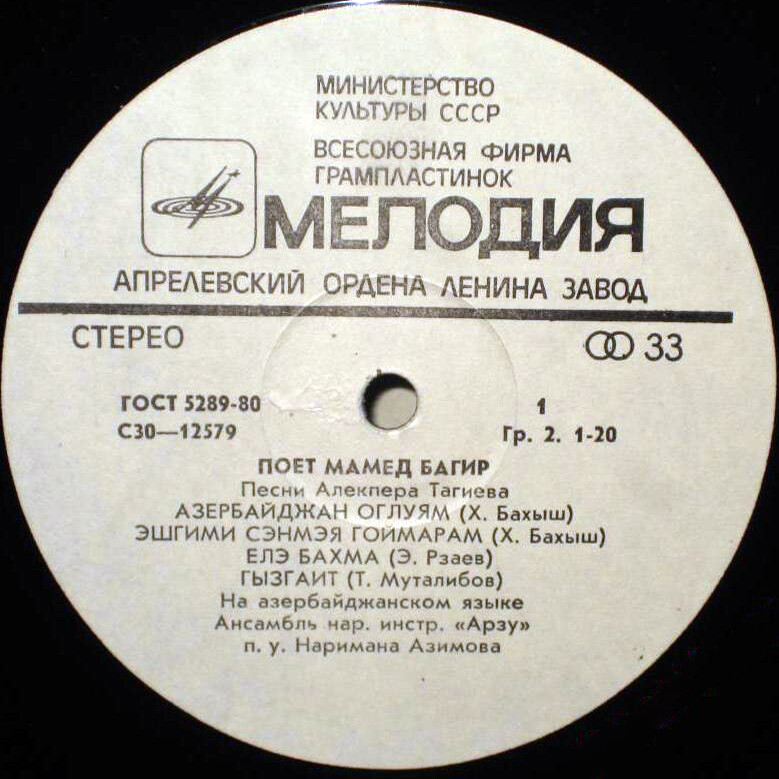 МИНИСТЕРСТВО
КУЛЬТУРЫ СССР
ВСЕСОЮЗНАЯ ФИРМА
ГРАМПЛАСТИНОК
МЕЛОДИЯ
АПРЕЛЕВСКИЙ ОРДЕНА ЛЕНИНА ЗАВОД
СТЕРЕО 33
ГОСТ 5289-80 1
С30—12579 Гр. 2. 1-20
ПОЕТ МАМЕД БАГИР
Песни Алекпера Тагиева
АЗЕРБАЙДЖАН ОГЛУЯМ (Х. Бахыш)
ЭШГИМИ СЭНМЭЯ ГОЙМАРАМ (Х. Бахыш)
ЕЛЭ БАХМА (Э. Рзаев)
ГЫЗГАИТ (Т. Муталибов)
На азербайджанском языке
Ансамбль нар. инстр. «Арзу»
п. у. Наримана Азимова